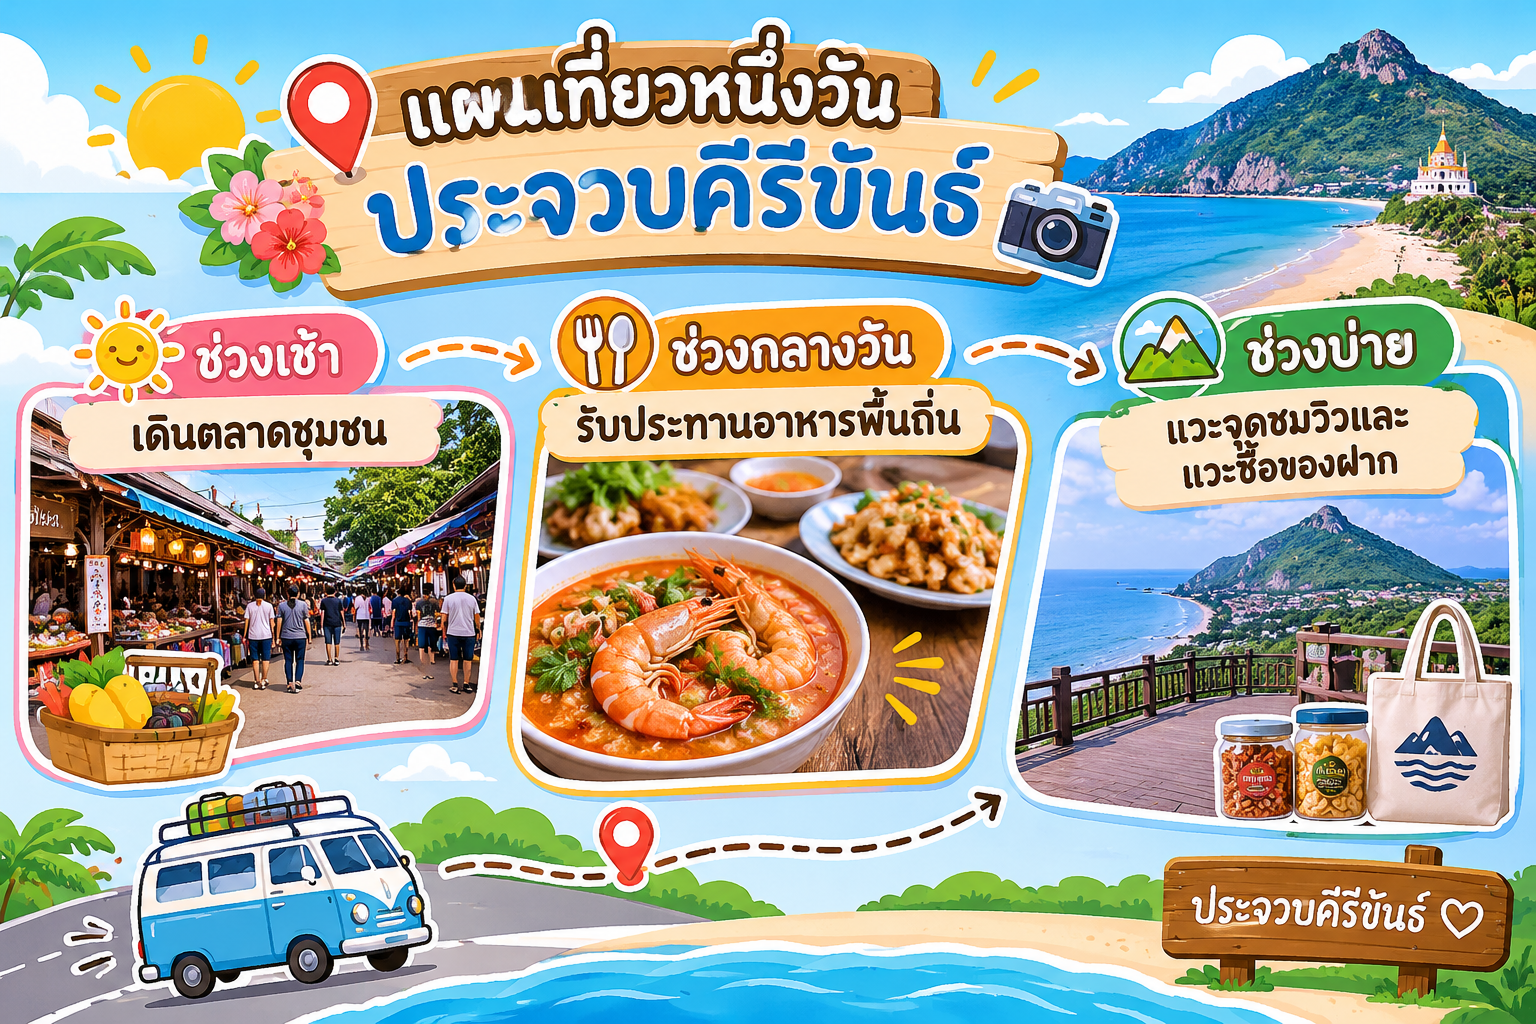 แผนเที่ยวหนึ่งวัน
ประจวบคีรีขันธ์
ช่วงเช้า
เดินตลาดชุมชน
ช่วงกลางวัน
รับประทานอาหารพื้นถิ่น
ช่วงบ่าย
แวะจุดชมวิวและ
แวะซื้อของฝาก
ประจวบคีรีขันธ์